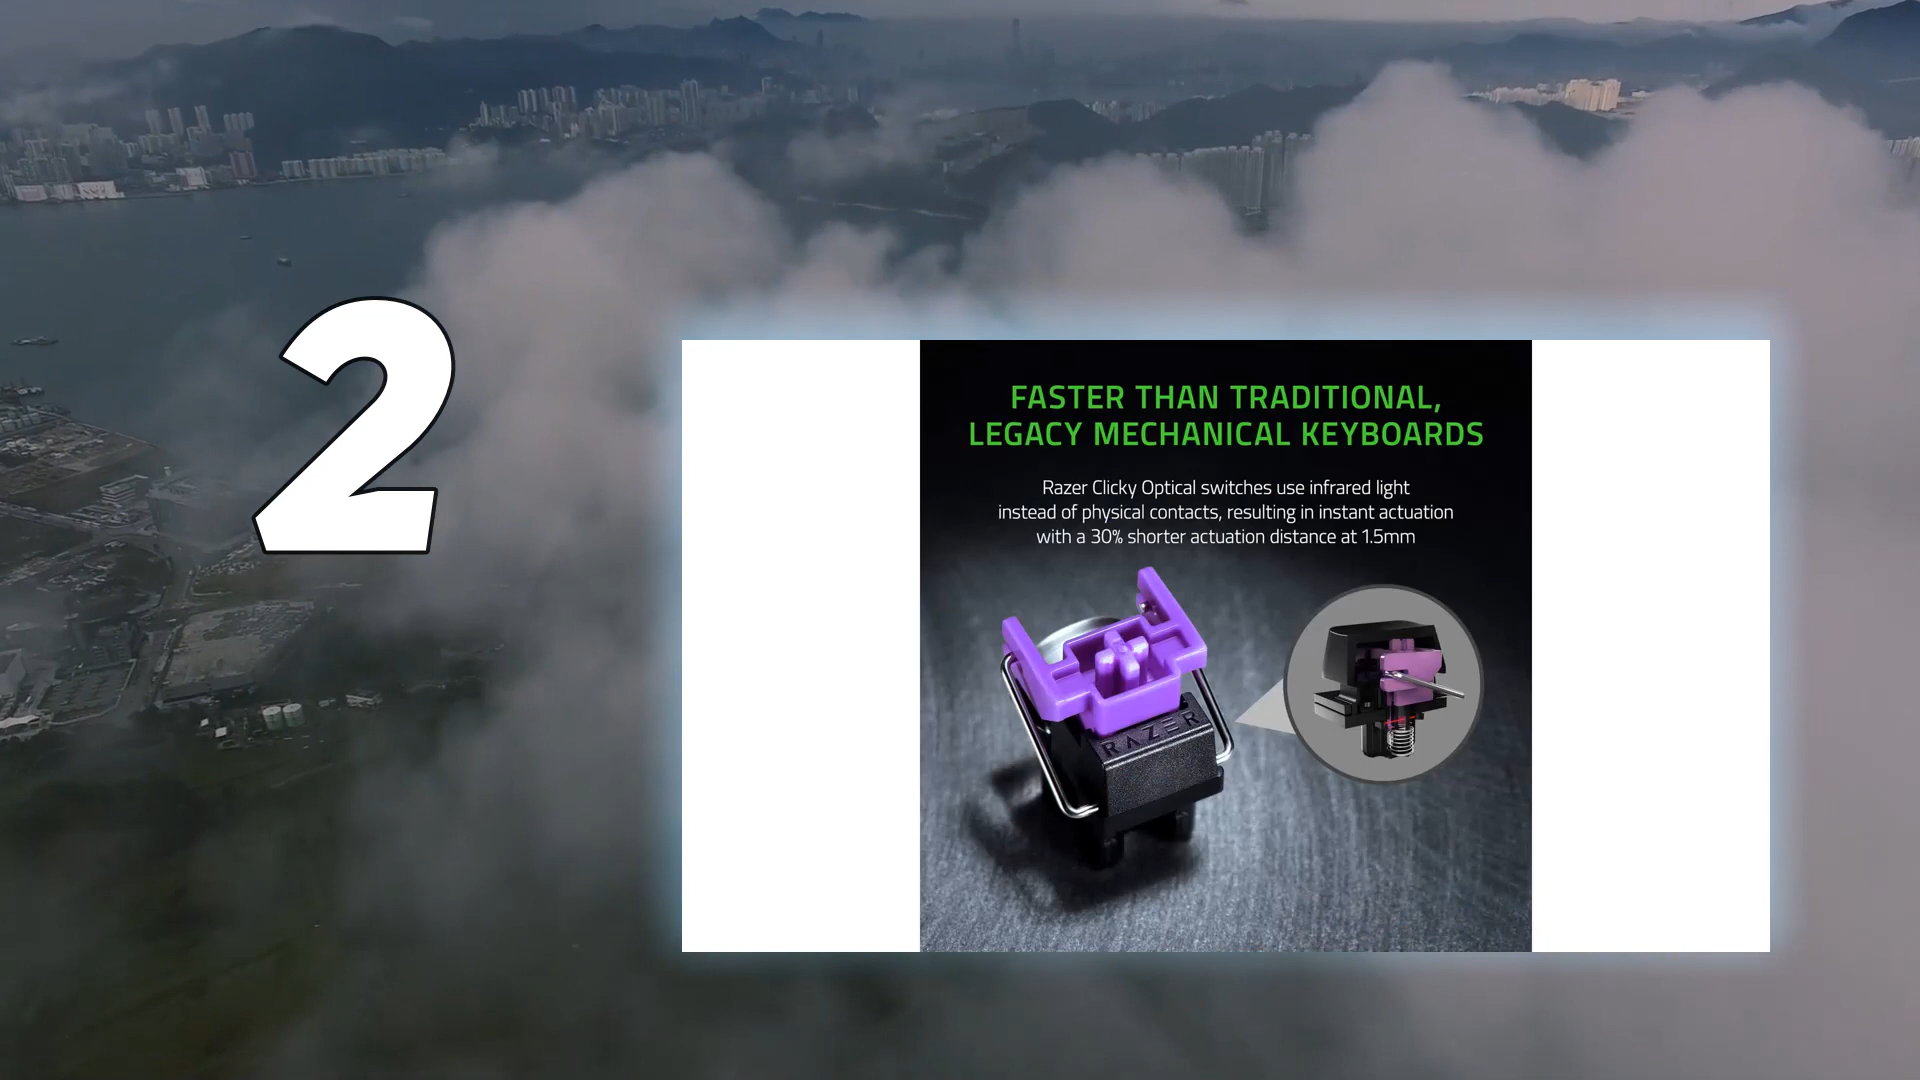 2
FASTER THAN TRADITIONAL,
LEGACY MECHANICAL KEYBOARDS
Razer Clicky Optical switches use infrared light
instead of physical contacts, resulting in instant actuation
with a 30% shorter actuation distance at 1.5mm
RAZER